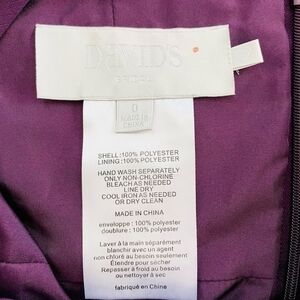 DAVID'S
BRIDAL
0
MADE IN
CHINA
SHELL:100% POLYESTER
LINING:100% POLYESTER
HAND WASH SEPARATELY
ONLY NON-CHLORINE
BLEACH AS NEEDED
LINE DRY
COOL IRON AS NEEDED
OR DRY CLEAN
MADE IN CHINA
enveloppe : 100% polyester
doublure : 100% polyester
Laver à la main séparément
blanchir avec un agent
non chloré au besoin seulement
Étendre pour sécher
Repasser à froid au besoin
ou nettoyer à sec
fabriqué en Chine